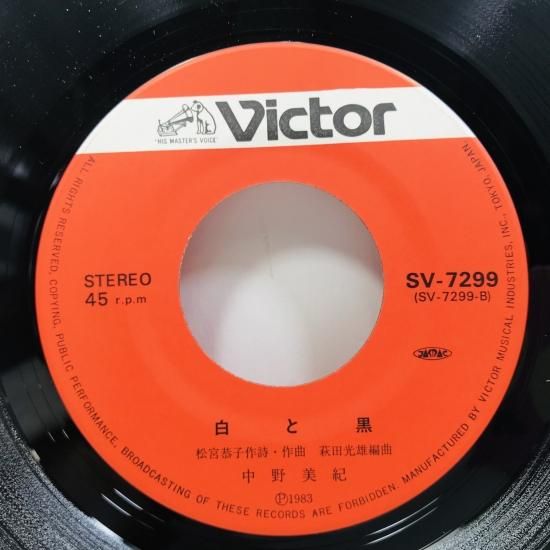 Victor
"HIS MASTER'S VOICE"
STEREO
45 r.p.m
SV-7299
(SV-7299-B)
JASRAC
白と黒
松宮恭子作詩・作曲 萩田光雄編曲
中野美紀
Ⓟ1983
ALL RIGHTS RESERVED. COPYING, PUBLIC PERFORMANCE, BROADCASTING OF THESE RECORDS ARE FORBIDDEN. MANUFACTURED BY VICTOR MUSICAL INDUSTRIES, INC., TOKYO, JAPAN